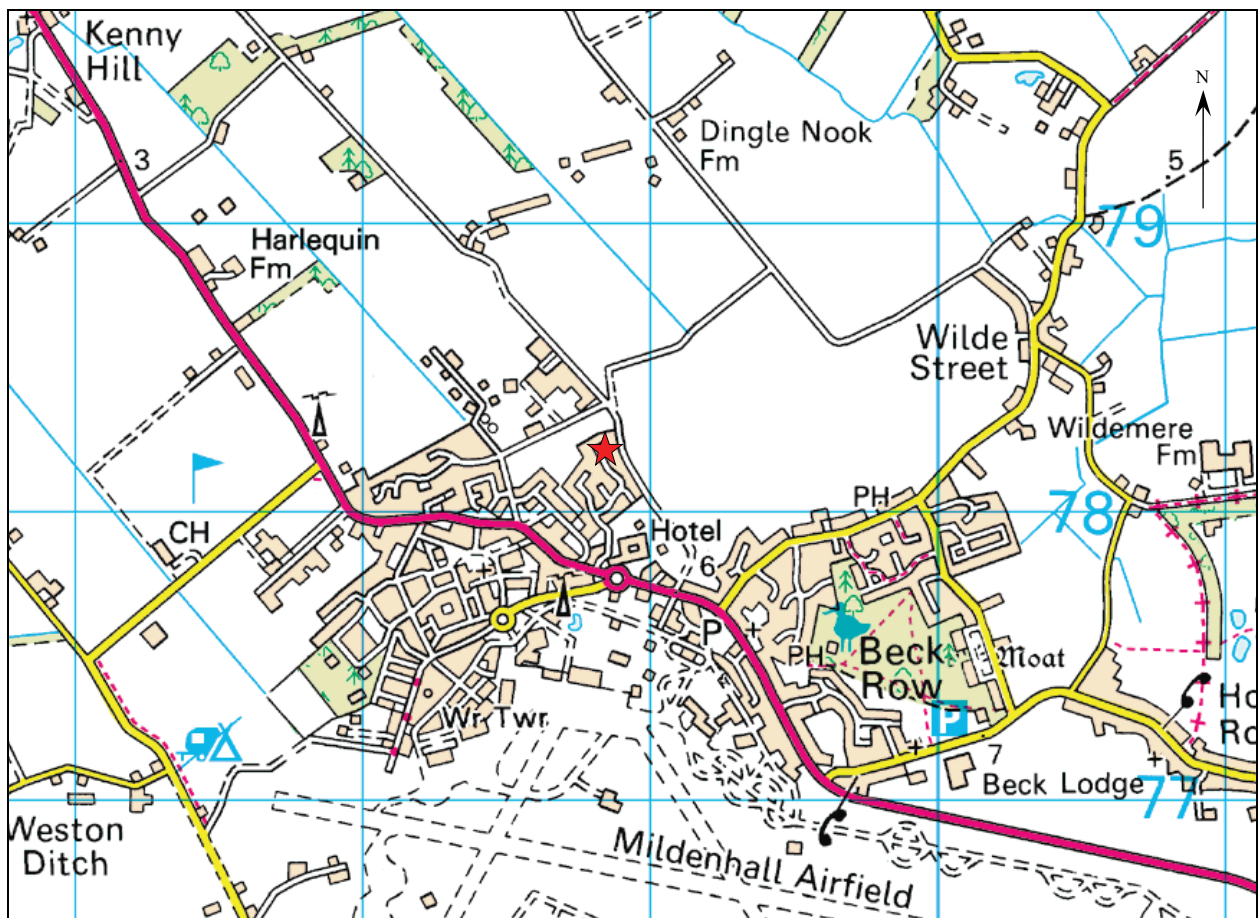 Kenny
Hill
N
Dingle Nook
Fm
3
5
79
Harlequin
Fm
Wilde
Street
Wildemere
Fm
PH
78
CH
Hotel
6
P
PH
Beck
Row
Moat
Wr Twr
P
7
Beck Lodge
77
Weston
Ditch
Mildenhall Airfield